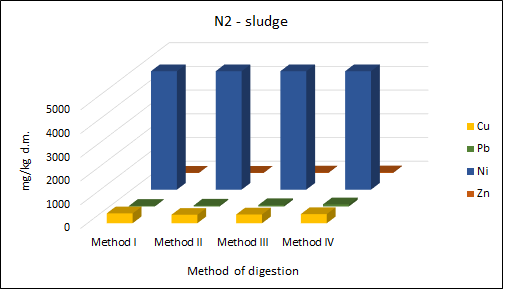 N2 - sludge
5000
4000
3000
2000
1000
0
mg/kg d.m.
Method I Method II Method III Method IV
Method of digestion
Cu
Pb
Ni
Zn